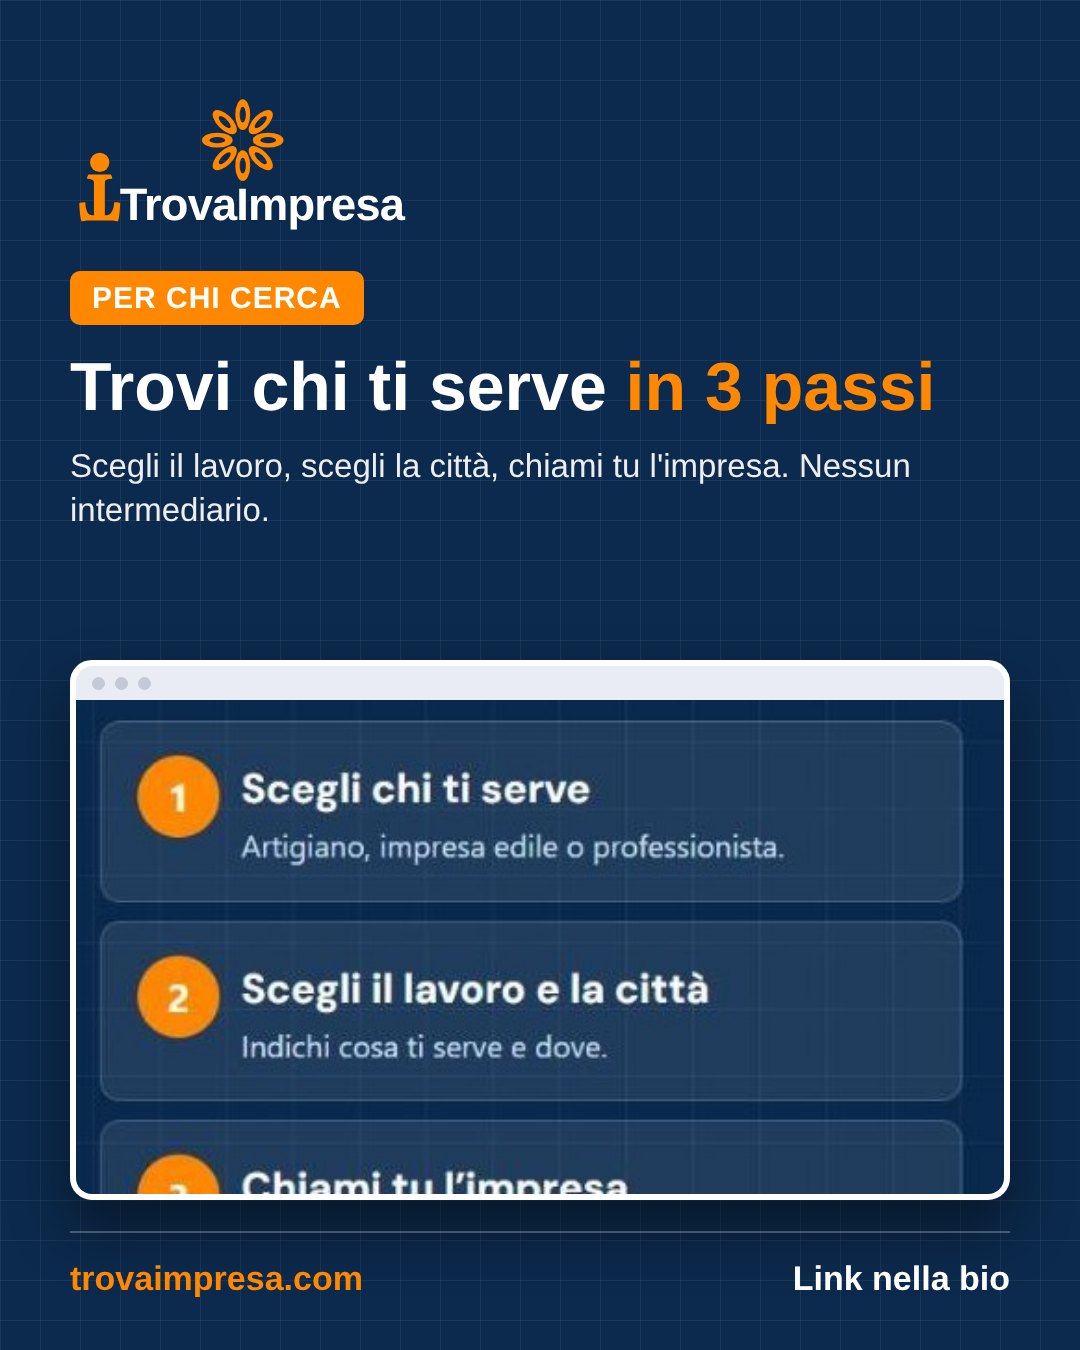 TrovaImpresa
PER CHI CERCA
Trovi chi ti serve in 3 passi
Scegli il lavoro, scegli la città, chiami tu l'impresa. Nessun
intermediario.
1
Scegli chi ti serve
Artigiano, impresa edile o professionista.
2
Scegli il lavoro e la città
Indichi cosa ti serve e dove.
3
Chiami tu l’impresa
trovaimpresa.com
Link nella bio